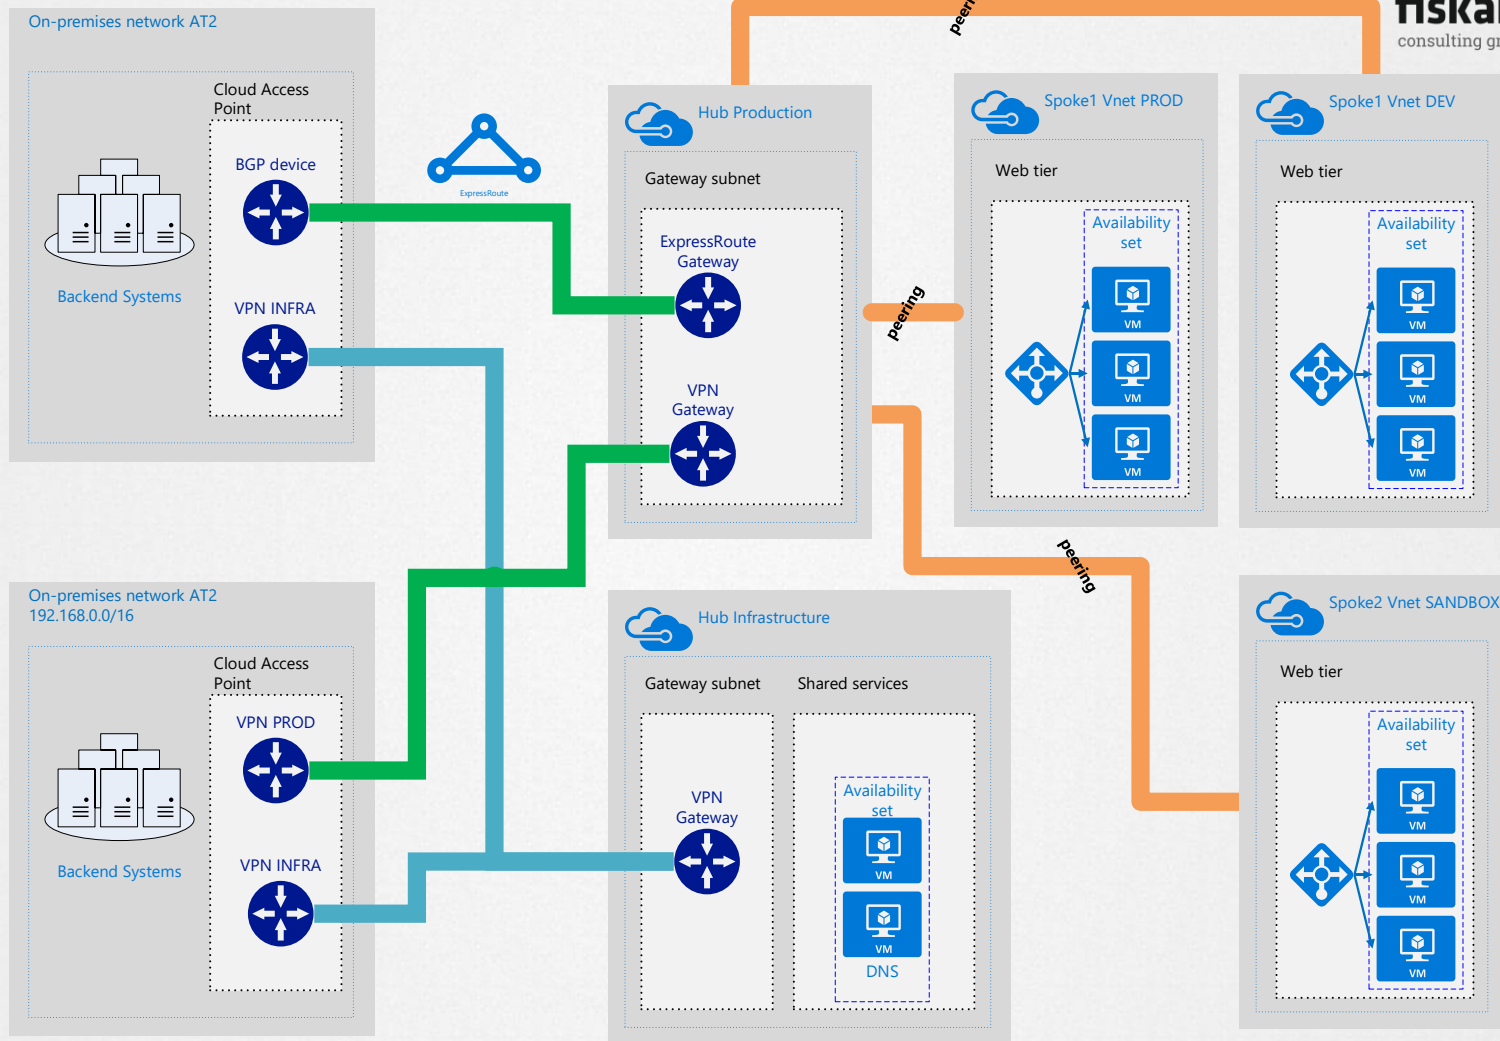 On-premises network AT2
Cloud Access
Point
BGP device
VPN INFRA
Backend Systems
ExpressRoute
Hub Production
Gateway subnet
ExpressRoute
Gateway
VPN
Gateway
peering
peering
Spoke1 Vnet PROD
Web tier
Availability
set
VM
VM
VM
consulting
Spoke1 Vnet DEV
Web tier
Availability
set
VM
VM
VM
On-premises network AT2
192.168.0.0/16
Cloud Access
Point
VPN PROD
VPN INFRA
Backend Systems
Hub Infrastructure
Gateway subnet
VPN
Gateway
Shared services
Availability
set
VM
VM
DNS
peering
Spoke2 Vnet SANDBOX
Web tier
Availability
set
VM
VM
VM